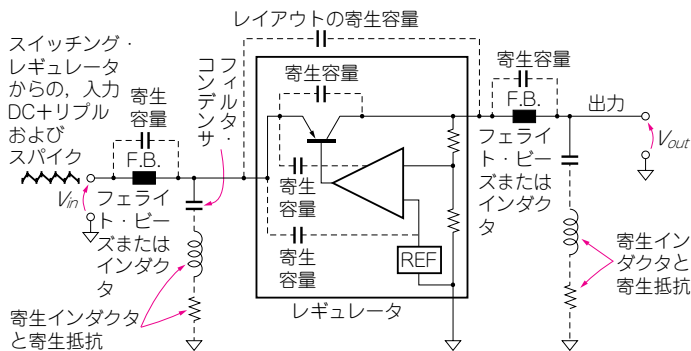 レイアウトの寄生容量
スイッチング・
レギュレータ
からの，入力
DC＋リプル
および
スパイク
寄生
容量
F.B.
フィルタ・
コンデンサ
Vin
フェライ
ト・ビー
ズまたは
インダク
タ
寄生インダクタ
と寄生抵抗
寄生容量
寄生
容量
寄生
容量
REF
レギュレータ
寄生容量
F.B.
出力
フェライ
ト・ビー
ズまたは
インダク
タ
Vout
寄生イン
ダクタと
寄生抵抗